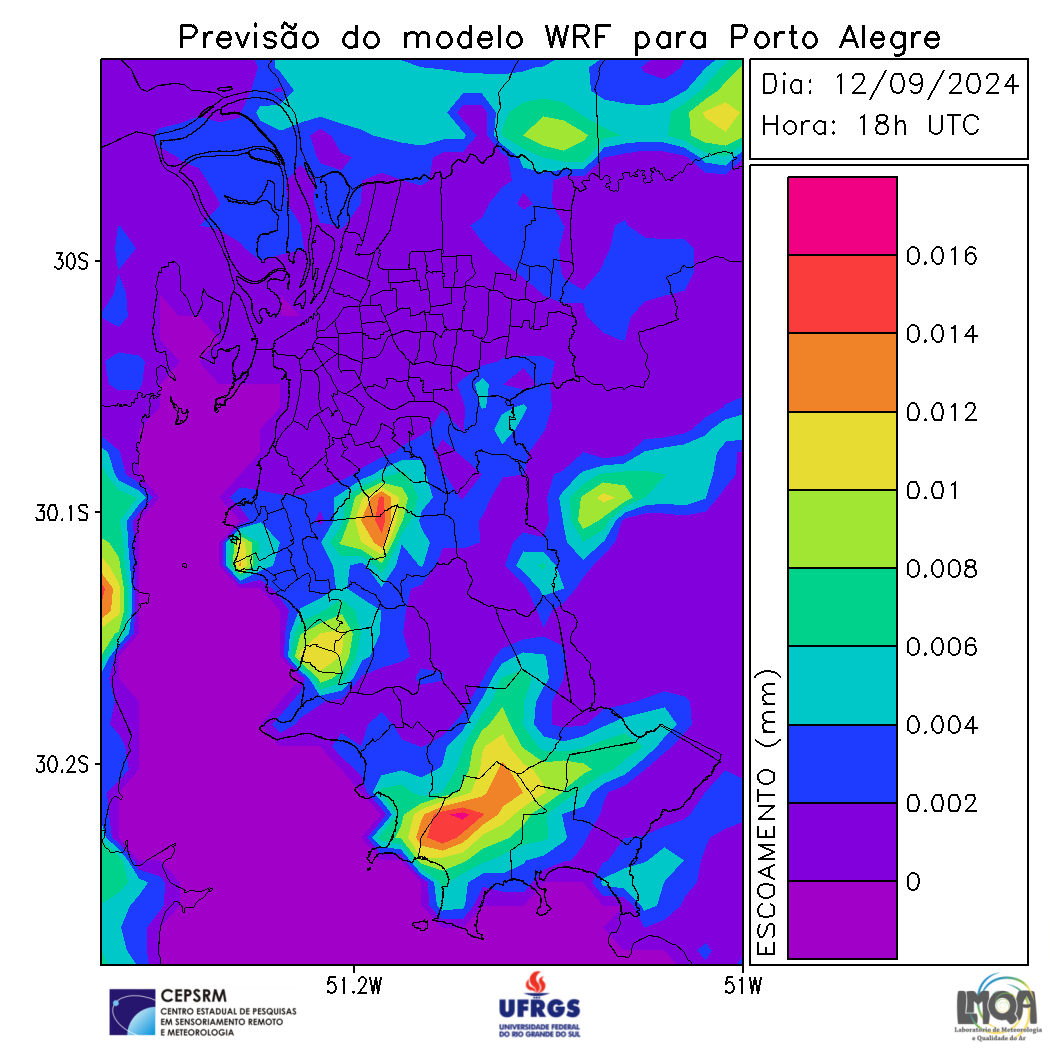 Previsão do modelo WRF para Porto Alegre
Dia: 12/09/2024
Hora: 18h UTC
30S
30.1S
30.2S
51.2W
51W
ESCOAMENTO (mm)
0.016
0.014
0.012
0.01
0.008
0.006
0.004
0.002
0
CEPSRM
CENTRO ESTADUAL DE PESQUISAS
EM SENSORIAMENTO REMOTO
E METEOROLOGIA
UFRGS
UNIVERSIDADE FEDERAL
DO RIO GRANDE DO SUL
LMQA
Laboratório de Meteorologia
e Qualidade do Ar